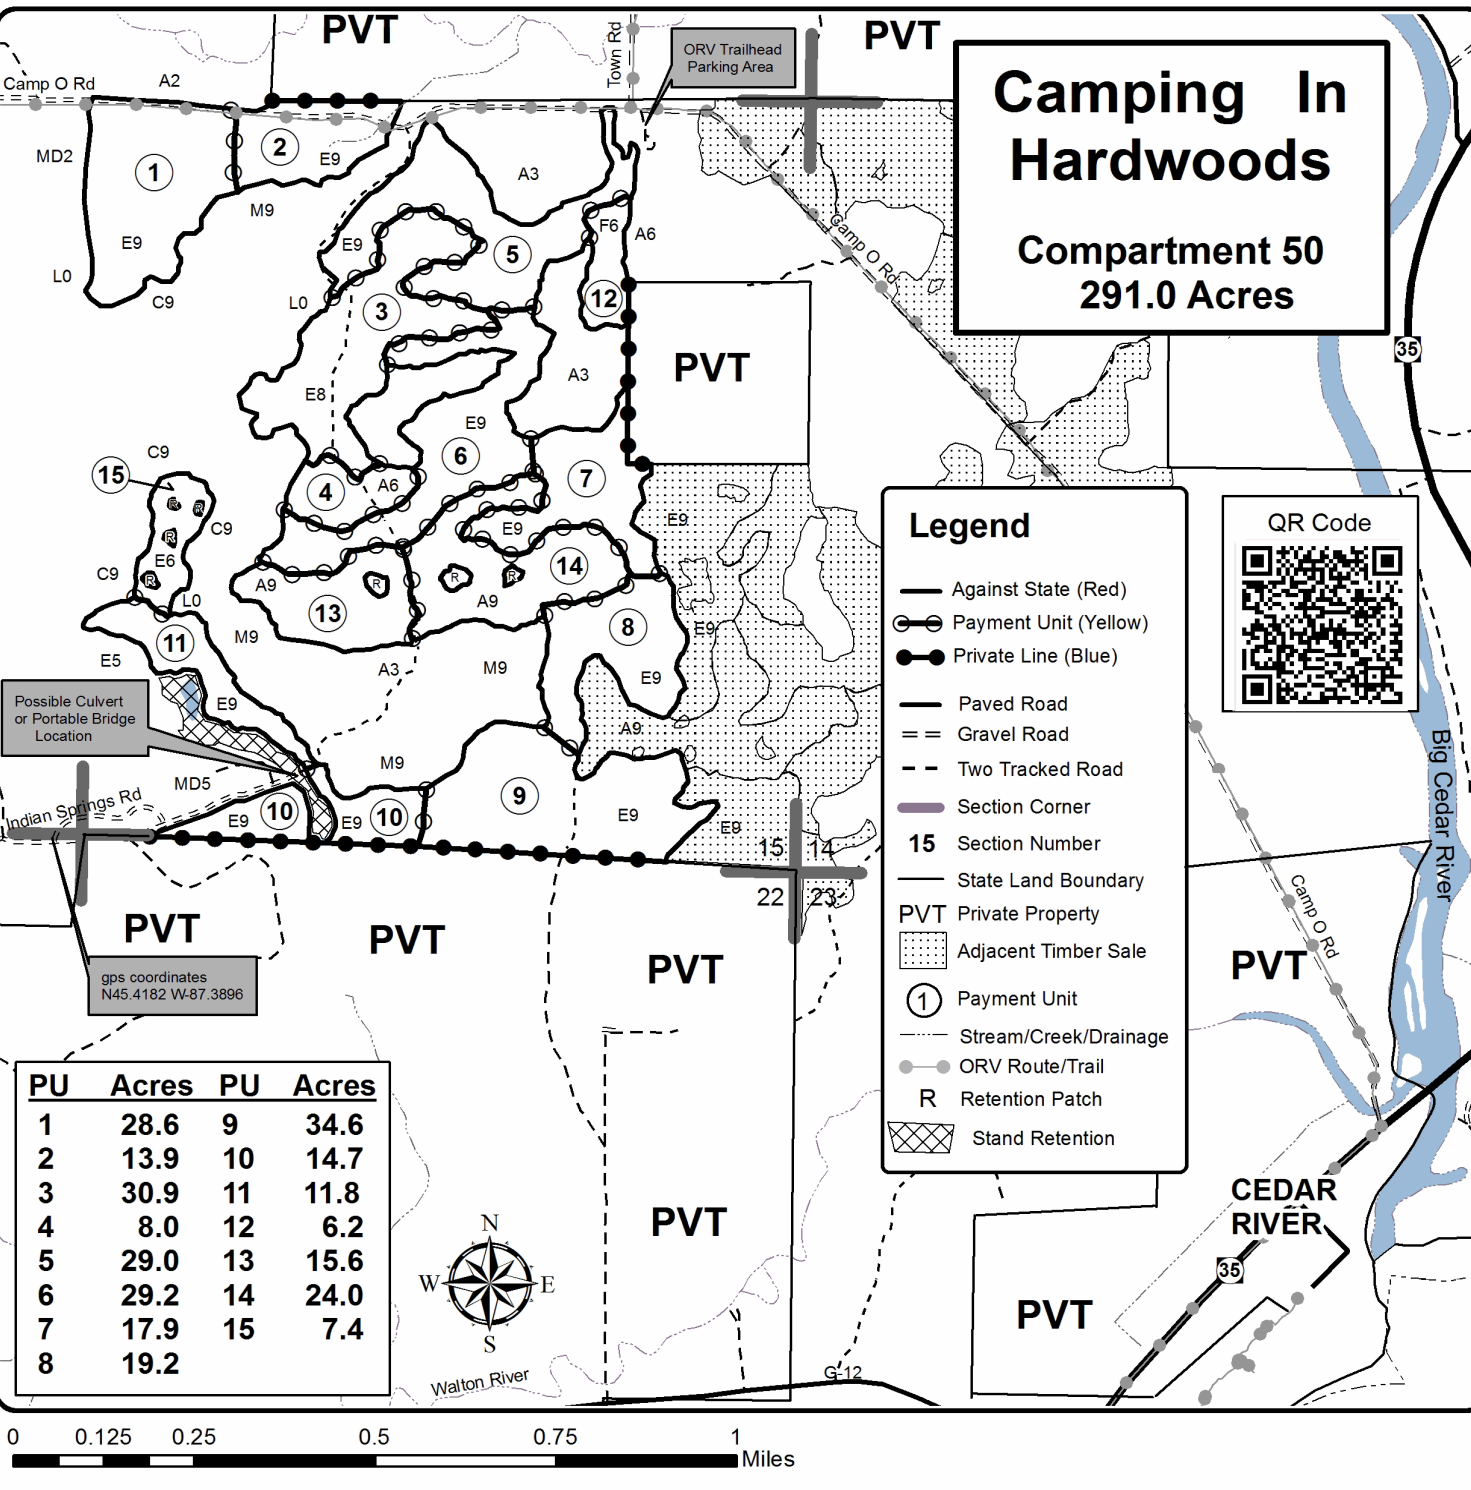 PVT
PVT
Camp O Rd
A2
Town Rd
ORV Trailhead
Parking Area
Camping In
Hardwoods
Compartment 50
291.0 Acres
MD2
1
2
E9
A3
M9
E9
L0
C9
E9
L0
3
5
F6
A6
12
Camp O Rd
PVT
35
E8
A3
E9
C9
15
4
A6
6
7
R
R
R
R
C9
E6
C9
L0
E9
E9
14
A9
13
R
R
R
A9
8
E9
E9
11
M9
E5
E9
A3
M9
A9
Possible Culvert
or Portable Bridge
Location
MD5
M9
Indian Springs Rd
E9
10
E9
10
9
E9
E9
15
14
22
23
PVT
PVT
PVT
gps coordinates
N45.4182 W-87.3896
Legend
Against State (Red)
Payment Unit (Yellow)
Private Line (Blue)
Paved Road
Gravel Road
Two Tracked Road
Section Corner
15 Section Number
State Land Boundary
PVT Private Property
Adjacent Timber Sale
1 Payment Unit
Stream/Creek/Drainage
ORV Route/Trail
R Retention Patch
Stand Retention
QR Code
Big Cedar River
Camp O Rd
PVT
PU Acres PU Acres
1 28.6 9 34.6
2 13.9 10 14.7
3 30.9 11 11.8
4 8.0 12 6.2
5 29.0 13 15.6
6 29.2 14 24.0
7 17.9 15 7.4
8 19.2
N
W E
S
PVT
Walton River
G-12
PVT
CEDAR
RIVER
35
0 0.125 0.25 0.5 0.75 1
Miles